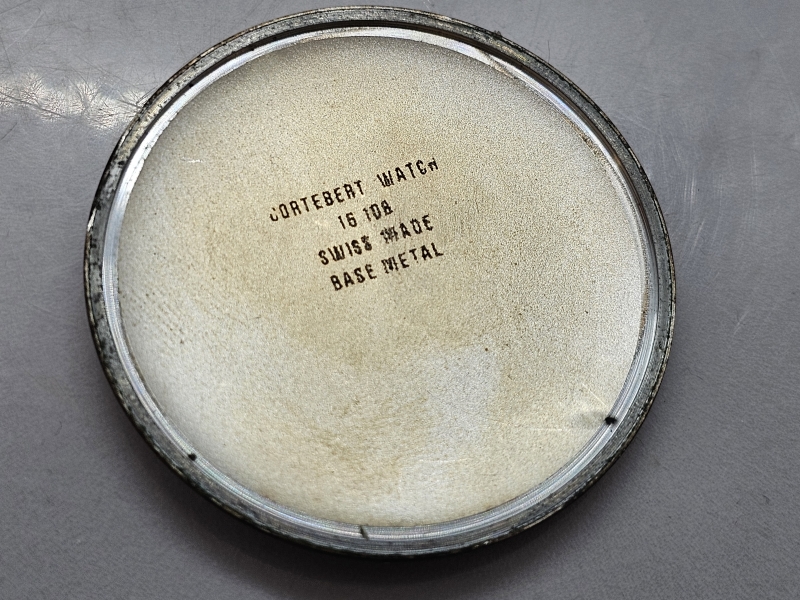 CORTEBERT WATCH
16 108
SWISS MADE
BASE METAL